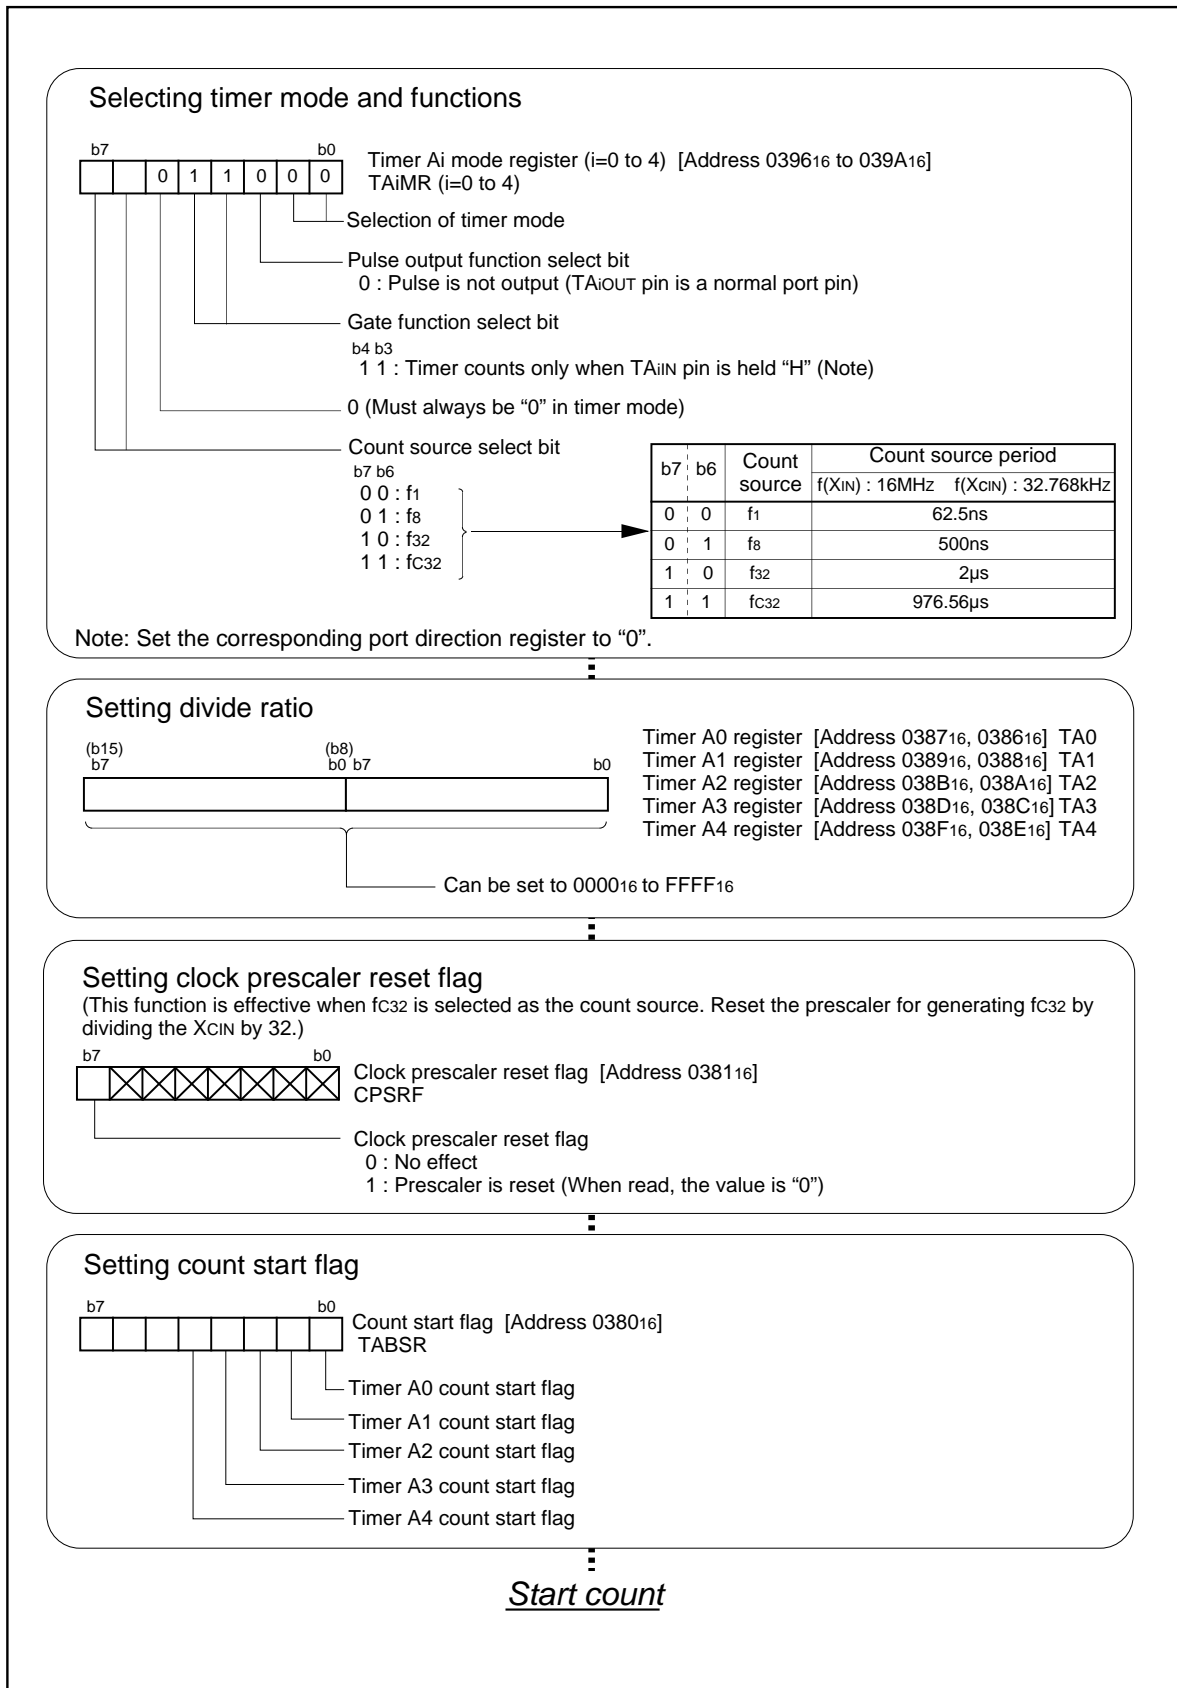 Selecting timer mode and functions
b7 b0
0 1 1 0 0 0
Timer Ai mode register (i=0 to 4) [Address 039616 to 039A16]
TAiMR (i=0 to 4)
Selection of timer mode
Pulse output function select bit
0 : Pulse is not output (TAiOUT pin is a normal port pin)
Gate function select bit
b4 b3
1 1 : Timer counts only when TAiIN pin is held “H” (Note)
0 (Must always be “0” in timer mode)
Count source select bit
b7 b6
0 0 : f1
0 1 : f8
1 0 : f32
1 1 : fC32
b7 b6 Count source Count source period
f(XIN) : 16MHZ f(XCIN) : 32.768kHZ
0 0 f1 62.5ns
0 1 f8 500ns
1 0 f32 2µs
1 1 fC32 976.56µs
Note: Set the corresponding port direction register to “0”.
Setting divide ratio
(b15) (b8)
b7 b0 b7 b0
Timer A0 register [Address 038716, 038616] TA0
Timer A1 register [Address 038916, 038816] TA1
Timer A2 register [Address 038B16, 038A16] TA2
Timer A3 register [Address 038D16, 038C16] TA3
Timer A4 register [Address 038F16, 038E16] TA4
Can be set to 000016 to FFFF16
Setting clock prescaler reset flag
(This function is effective when fC32 is selected as the count source. Reset the prescaler for generating fC32 by
dividing the XCIN by 32.)
b7 b0
Clock prescaler reset flag [Address 038116]
CPSRF
Clock prescaler reset flag
0 : No effect
1 : Prescaler is reset (When read, the value is “0”)
Setting count start flag
b7 b0
Count start flag [Address 038016]
TABSR
Timer A0 count start flag
Timer A1 count start flag
Timer A2 count start flag
Timer A3 count start flag
Timer A4 count start flag
Start count